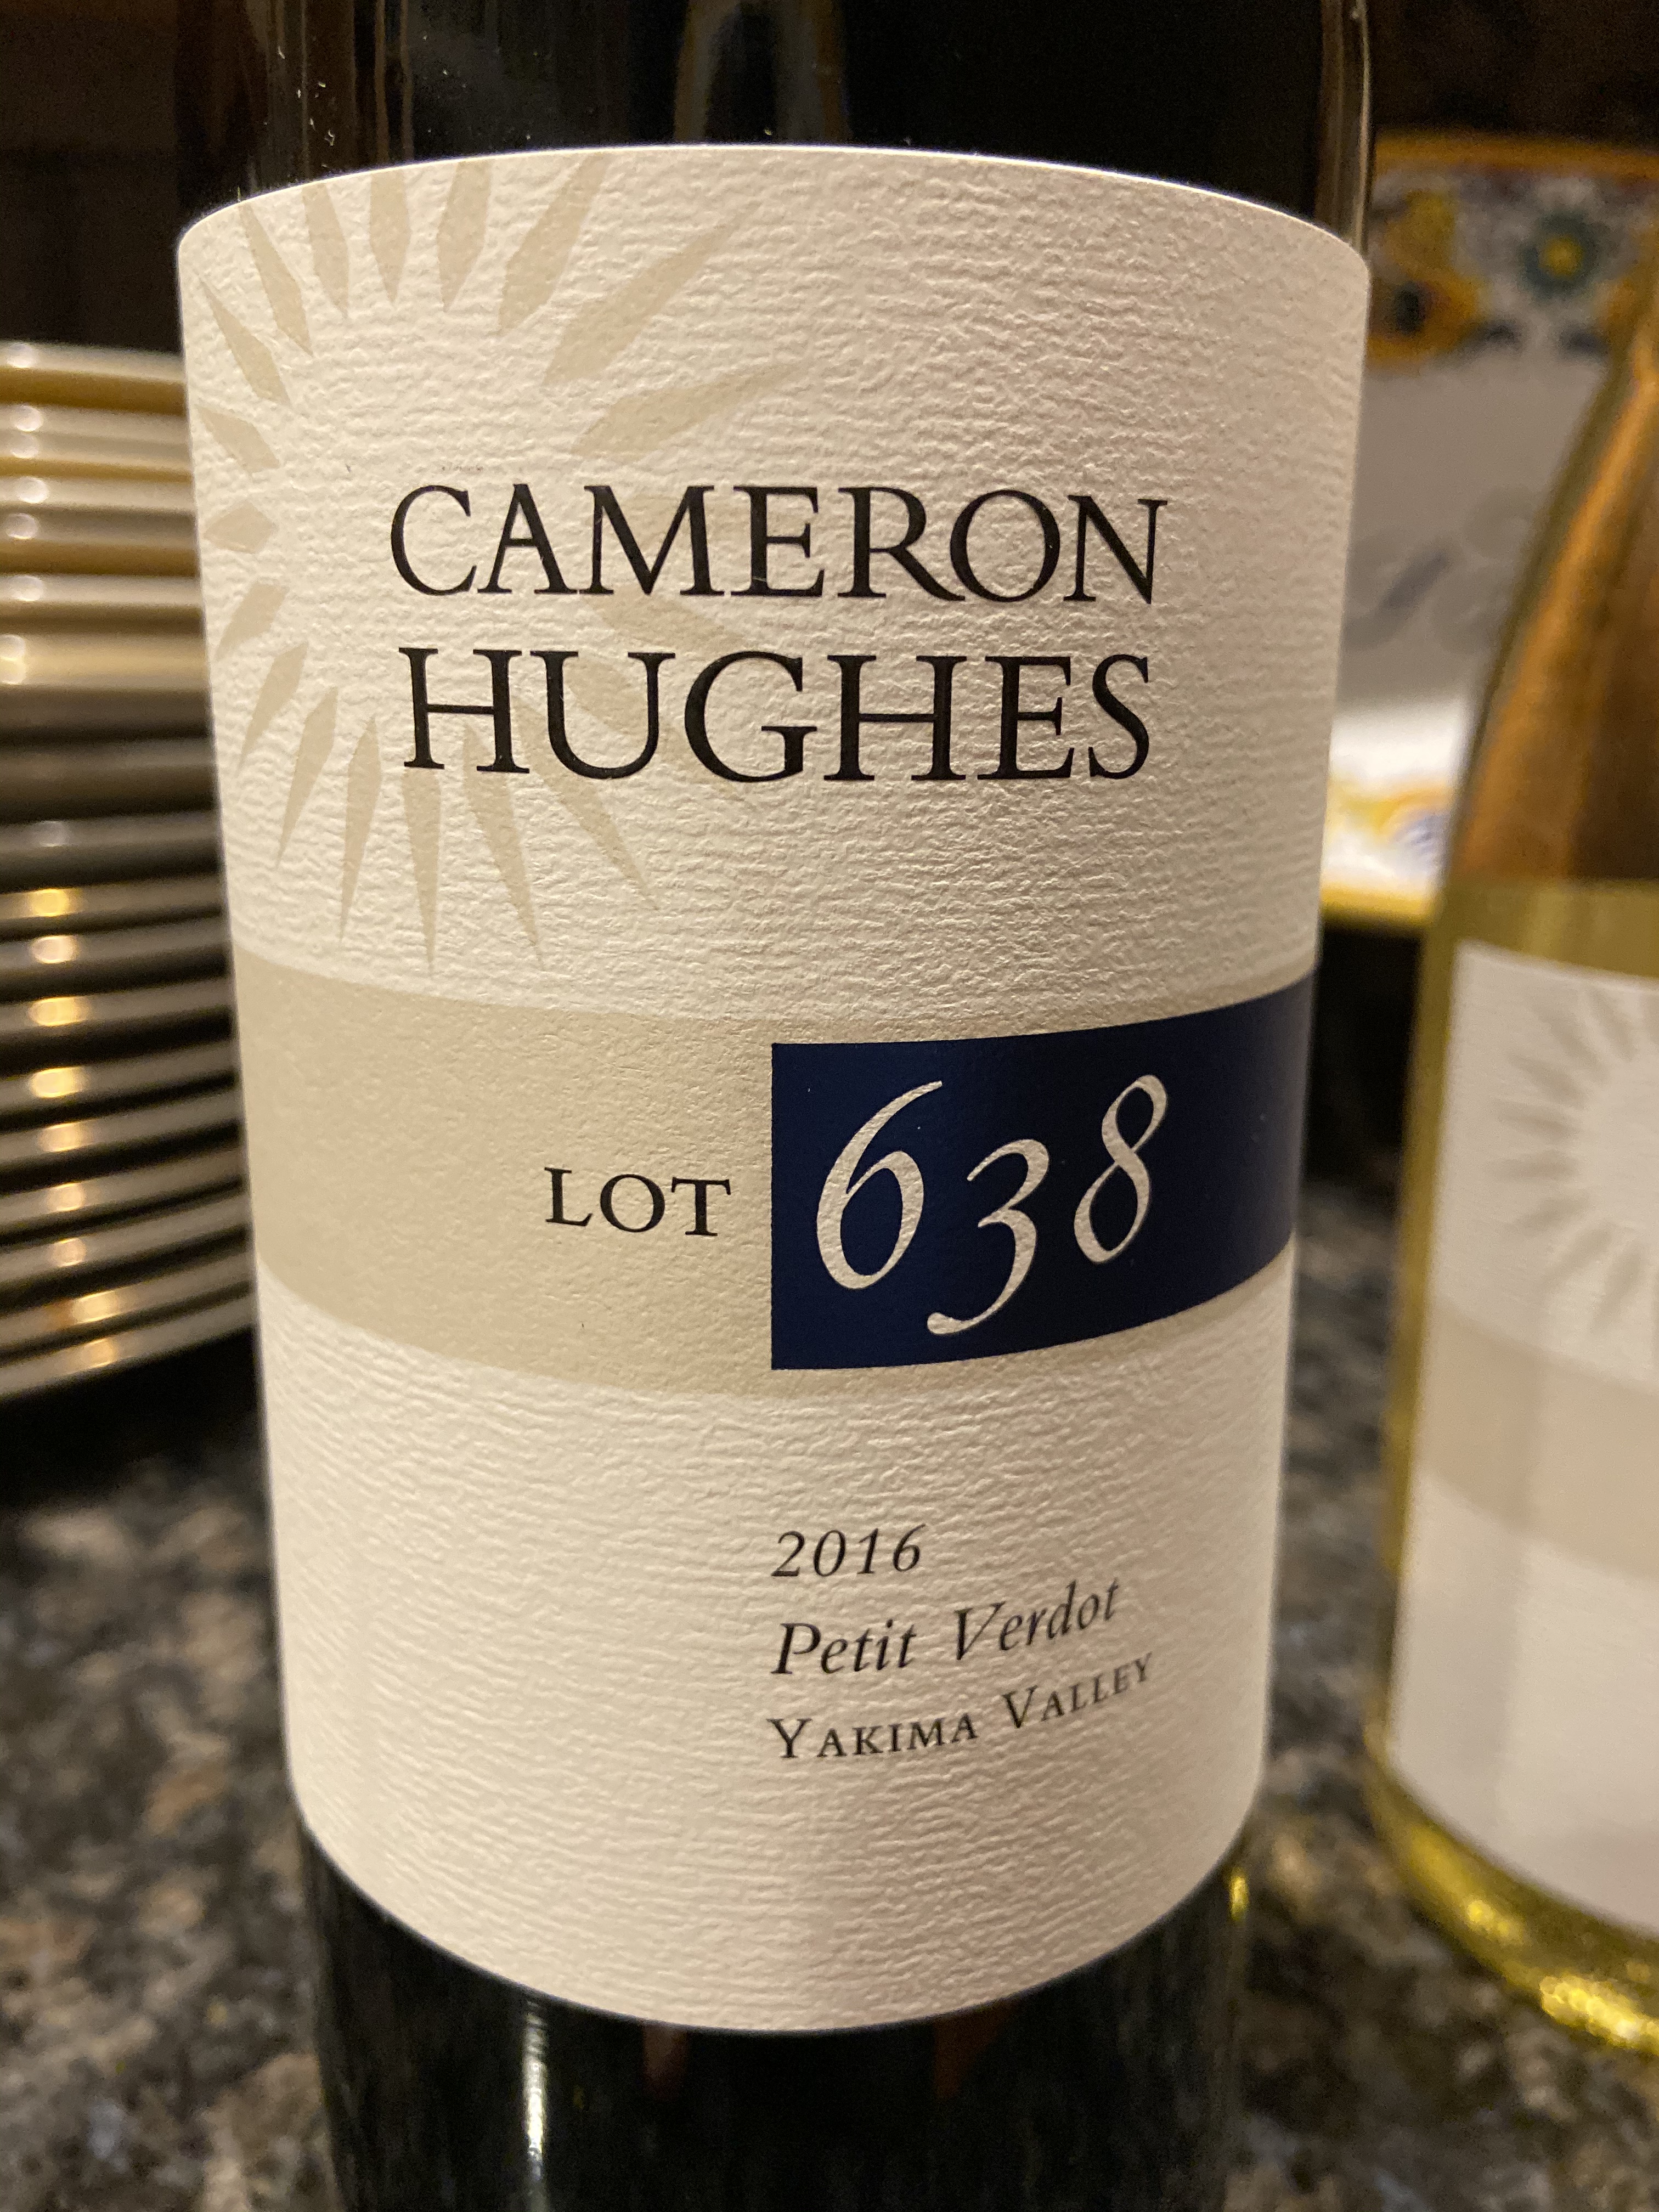 CAMERON
HUGHES
LOT 638
2016
Petit Verdot
YAKIMA VALLEY